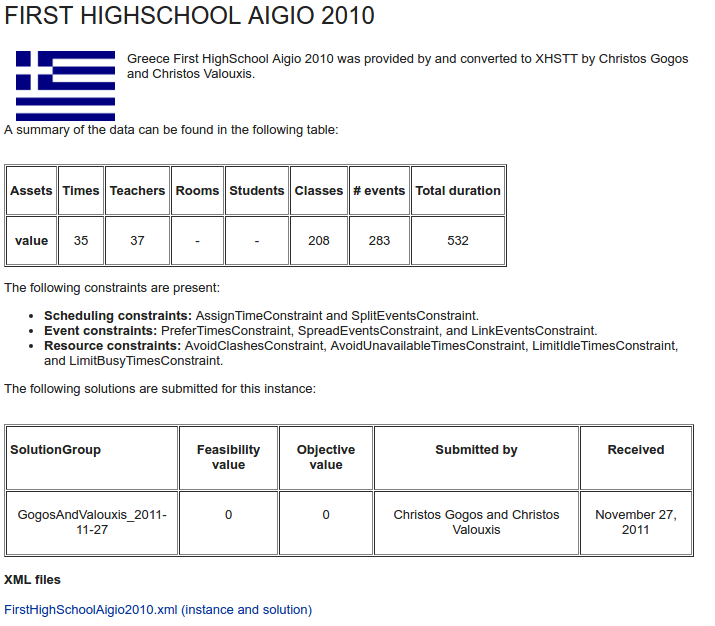 FIRST HIGHSCHOOL AIGIO 2010
Greece First HighSchool Aigio 2010 was provided by and converted to XHSTT by Christos Gogos
and Christos Valouxis.
A summary of the data can be found in the following table:
Assets Times Teachers Rooms Students Classes # events Total duration
value 35 37 - - 208 283 532
The following constraints are present:
• Scheduling constraints: AssignTimeConstraint and SplitEventsConstraint.
• Event constraints: PreferTimesConstraint, SpreadEventsConstraint, and LinkEventsConstraint.
• Resource constraints: AvoidClashesConstraint, AvoidUnavailableTimesConstraint, LimitIdleTimesConstraint,
and LimitBusyTimesConstraint.
The following solutions are submitted for this instance:
SolutionGroup Feasibility Objective Submitted by Received
value value
GogosAndValouxis_2011- 0 0 Christos Gogos and Christos November 27,
11-27 Valouxis 2011
XML files
FirstHighSchoolAigio2010.xml (instance and solution)